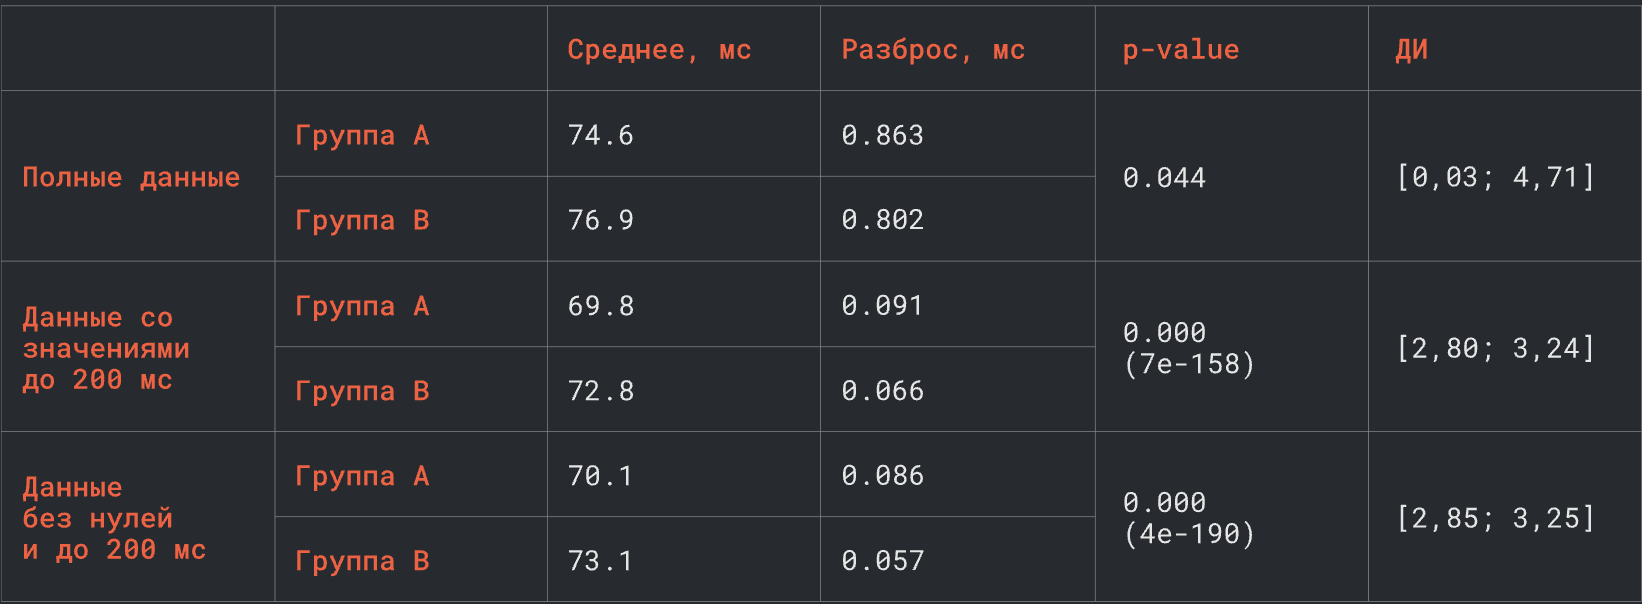 Среднее, мс
Разброс, мс
p-value
ДИ
Полные данные
Группа A
74.6
0.863
0.044
[0,03; 4,71]
Группа B
76.9
0.802
Данные со
значениями
до 200 мс
Группа A
69.8
0.091
0.000
(7e-158)
[2,80; 3,24]
Группа B
72.8
0.066
Данные
без нулей
и до 200 мс
Группа A
70.1
0.086
0.000
(4e-190)
[2,85; 3,25]
Группа B
73.1
0.057